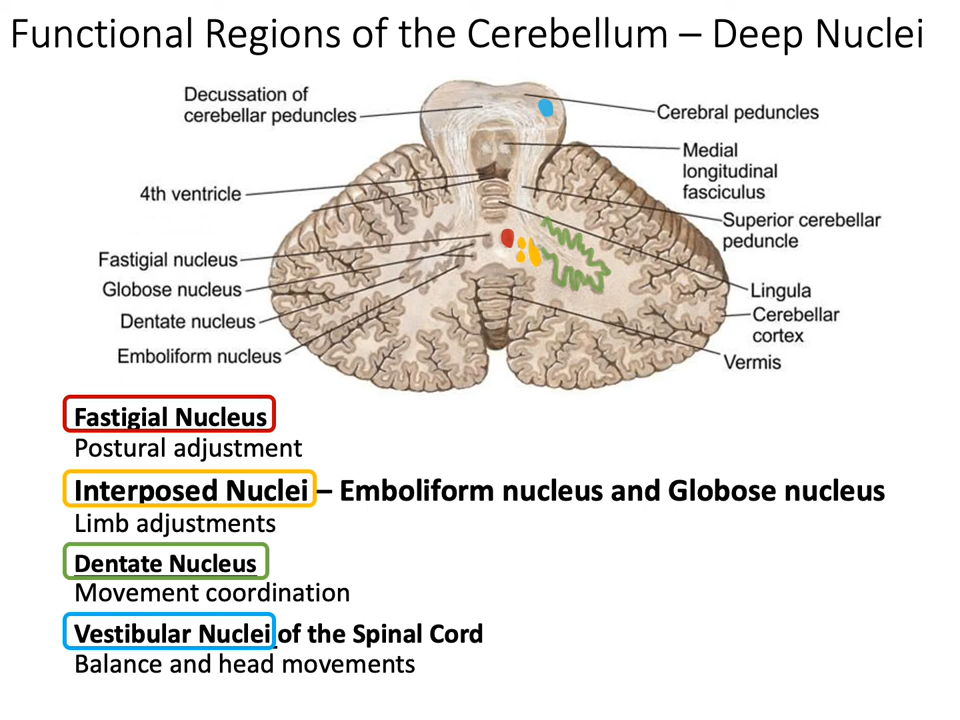 Functional Regions of the Cerebellum – Deep Nuclei
Decussation of
cerebellar peduncles
Cerebral peduncles
Medial
longitudinal
fasciculus
4th ventricle
Superior cerebellar
peduncle
Fastigial nucleus
Globose nucleus
Lingula
Cerebellar
cortex
Dentate nucleus
Emboliform nucleus
Vermis
Fastigial Nucleus
Postural adjustment
Interposed Nuclei – Emboliform nucleus and Globose nucleus
Limb adjustments
Dentate Nucleus
Movement coordination
Vestibular Nuclei of the Spinal Cord
Balance and head movements